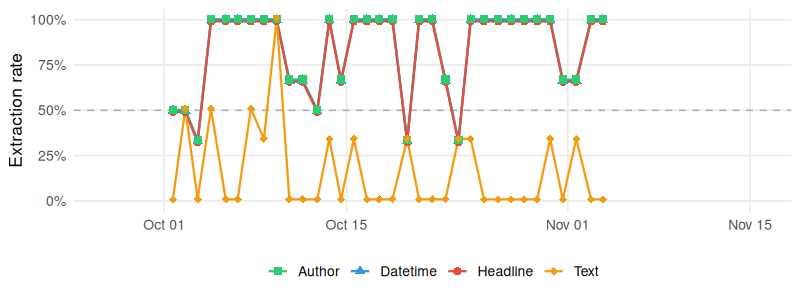 Extraction rate
100%
75%
50%
25%
0%
Oct 01 Oct 15 Nov 01 Nov 15
Author Datetime Headline Text